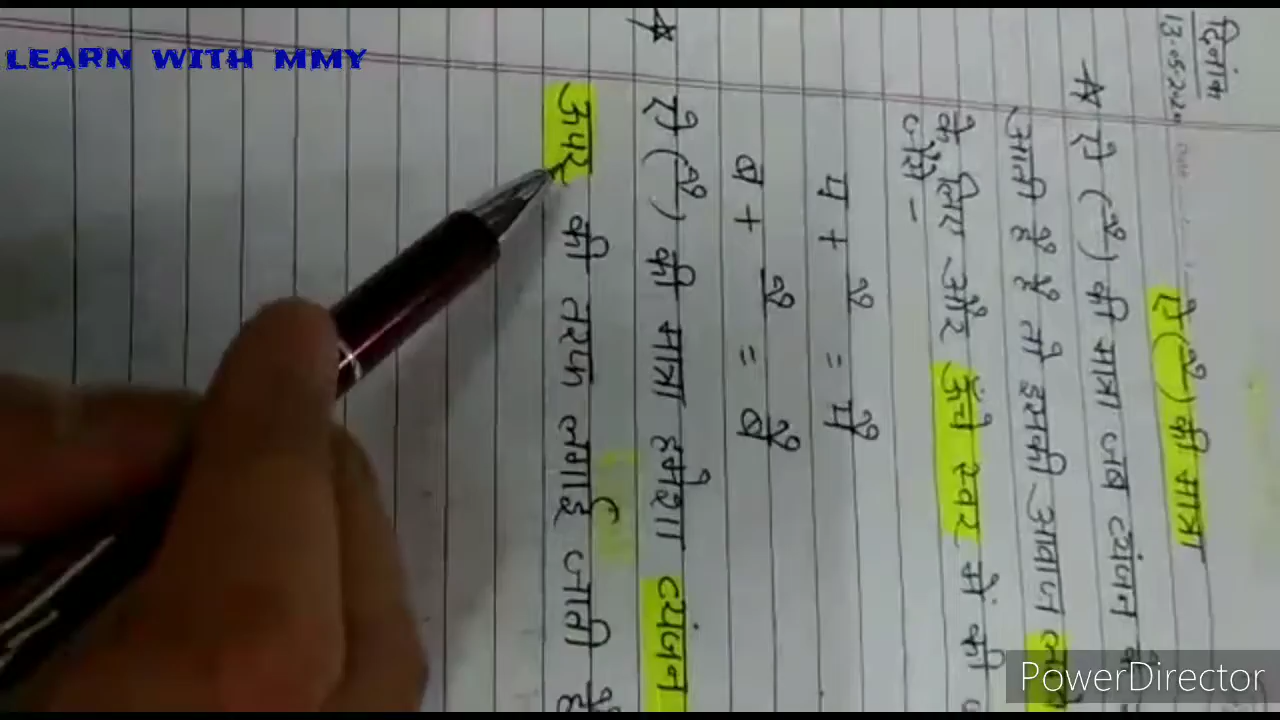 LEARN WITH MMY
दिनांक
13-05-2020
ऐ (ै) की मात्रा
☆ ऐ (ै) की मात्रा जब व्यंजन के
आती है है तो इसकी आवाज लंबे
के लिए और ऊँचे स्वर में की
जैसे -
प + ै = पै
ब + ै = बै
☆ ऐ (ै) की मात्रा हमेशा व्यंजन
ऊपर की तरफ लगाई जाती है
PowerDirector